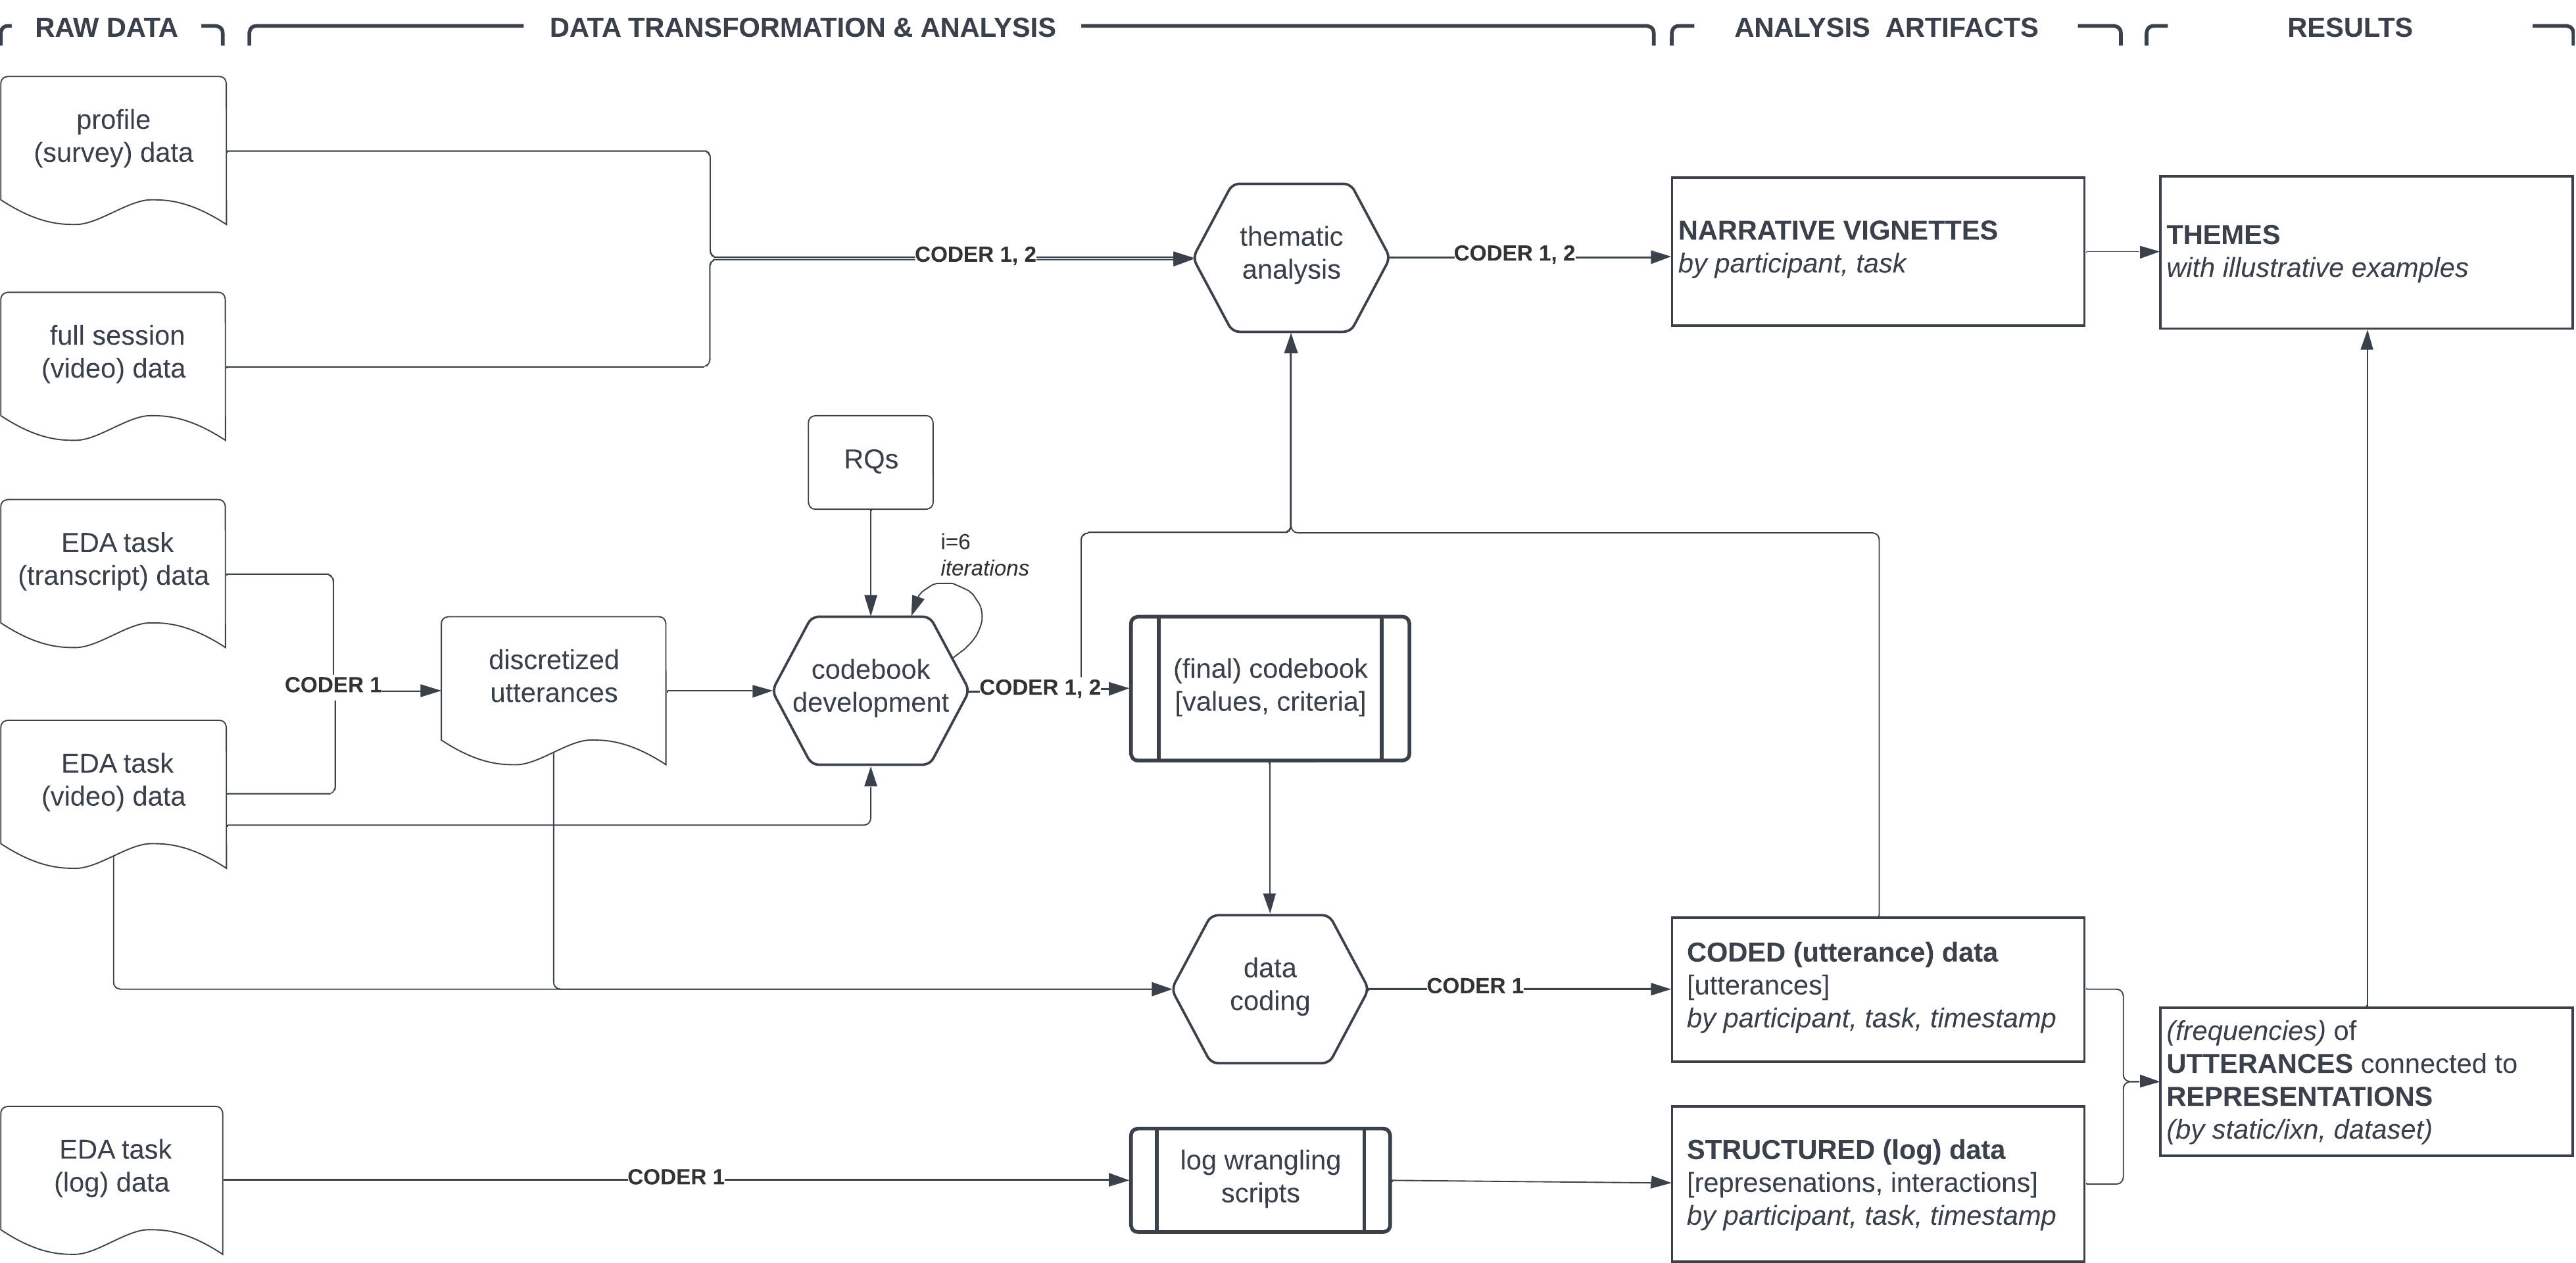 RAW DATA
DATA TRANSFORMATION & ANALYSIS
ANALYSIS ARTIFACTS
RESULTS
profile
(survey) data
full session
(video) data
EDA task
(transcript) data
EDA task
(video) data
EDA task
(log) data
CODER 1, 2
thematic
analysis
CODER 1, 2
NARRATIVE VIGNETTES
by participant, task
THEMES
with illustrative examples
RQs
i=6
iterations
CODER 1
discretized
utterances
codebook
development
CODER 1, 2
(final) codebook
[values, criteria]
data
coding
CODER 1
CODED (utterance) data
[utterances]
by participant, task, timestamp
(frequencies) of
UTTERANCES connected to
REPRESENTATIONS
(by static/ixn, dataset)
CODER 1
log wrangling
scripts
STRUCTURED (log) data
[represenations, interactions]
by participant, task, timestamp